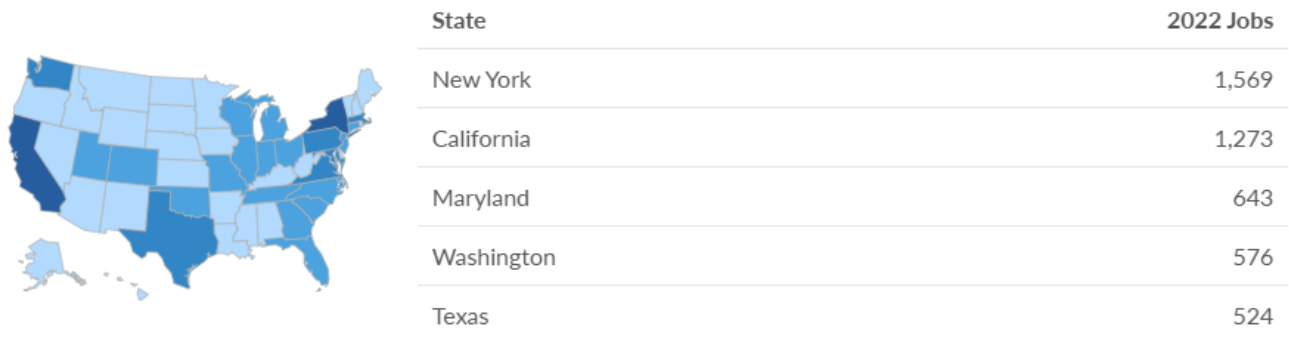 State 2022 Jobs
New York 1,569
California 1,273
Maryland 643
Washington 576
Texas 524